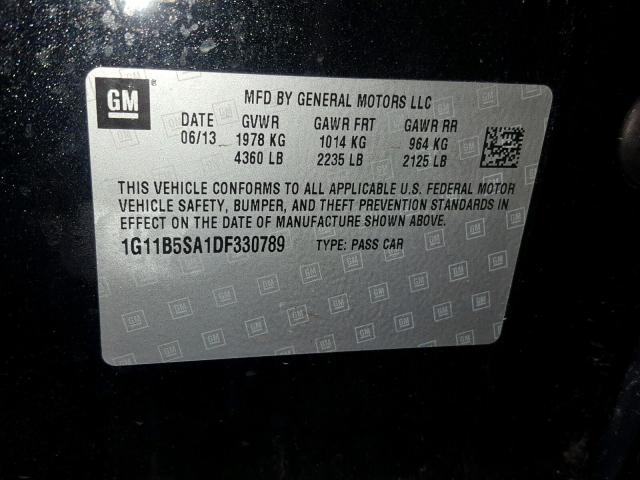 GM ® MFD BY GENERAL MOTORS LLC
DATE GVWR GAWR FRT GAWR RR
06/13 1978 KG 1014 KG 964 KG
4360 LB 2235 LB 2125 LB
THIS VEHICLE CONFORMS TO ALL APPLICABLE U.S. FEDERAL MOTOR
VEHICLE SAFETY, BUMPER, AND THEFT PREVENTION STANDARDS IN
EFFECT ON THE DATE OF MANUFACTURE SHOWN ABOVE.
1G11B5SA1DF330789 TYPE: PASS CAR